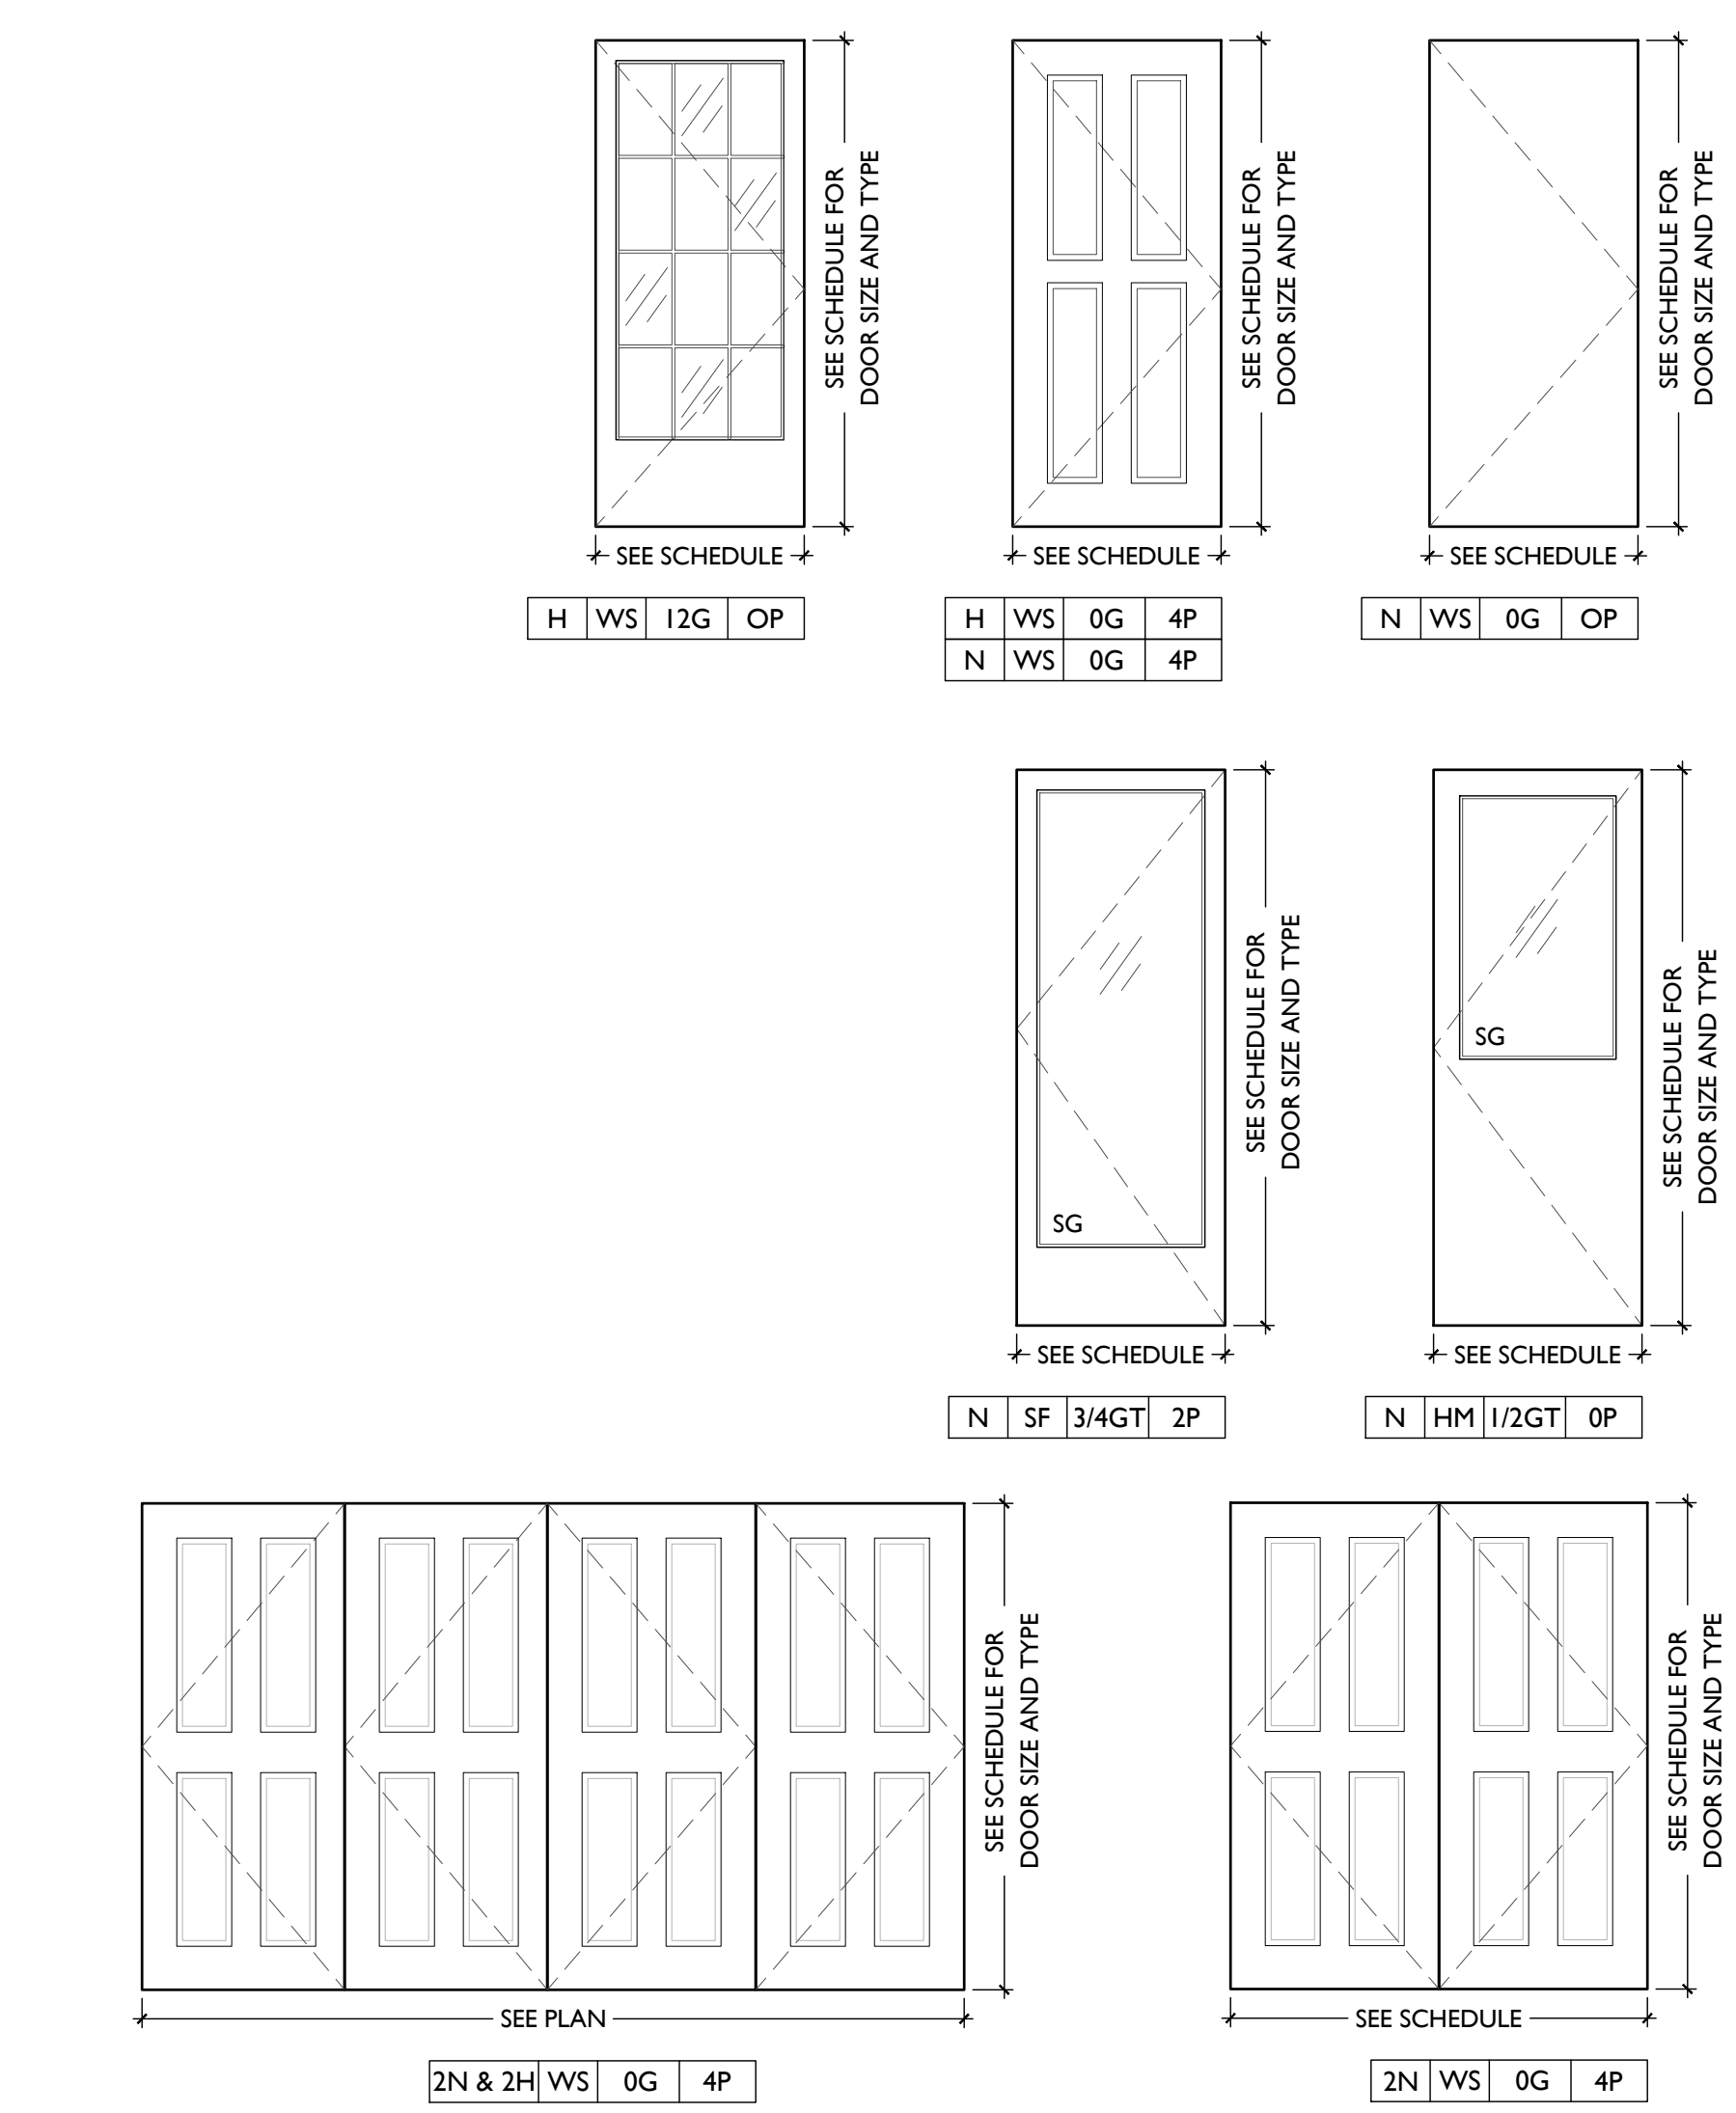 SEE SCHEDULE FOR
DOOR SIZE AND TYPE
SEE SCHEDULE
H WS 12G OP
SEE SCHEDULE FOR
DOOR SIZE AND TYPE
SEE SCHEDULE
H WS 0G 4P
N WS 0G 4P
SEE SCHEDULE FOR
DOOR SIZE AND TYPE
SEE SCHEDULE
N WS 0G OP
SG
SEE SCHEDULE FOR
DOOR SIZE AND TYPE
SEE SCHEDULE
N SF 3/4GT 2P
SG
SEE SCHEDULE FOR
DOOR SIZE AND TYPE
SEE SCHEDULE
N HM 1/2GT 0P
SEE SCHEDULE FOR
DOOR SIZE AND TYPE
SEE PLAN
2N & 2H WS 0G 4P
SEE SCHEDULE FOR
DOOR SIZE AND TYPE
SEE SCHEDULE
2N WS 0G 4P